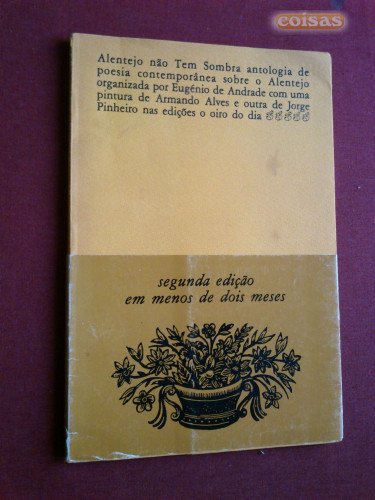 coisas
Alentejo não Tem Sombra antologia de
poesia contemporânea sobre o Alentejo
organizada por Eugénio de Andrade com uma
pintura de Armando Alves e outra de Jorge
Pinheiro nas edições o oiro do dia
segunda edição
em menos de dois meses